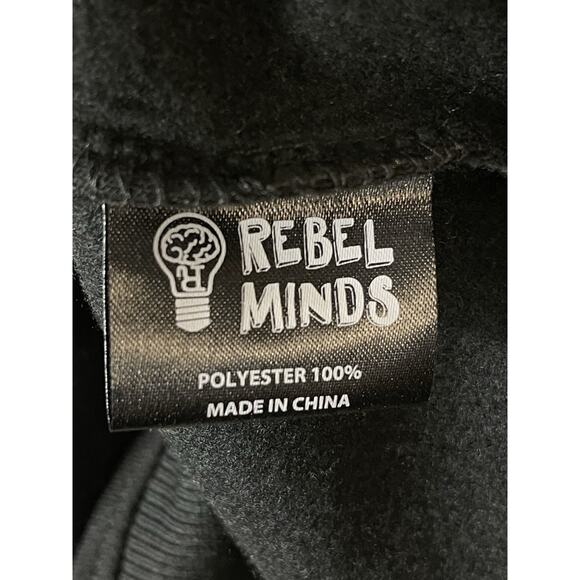 REBEL
MINDS
POLYESTER 100%
MADE IN CHINA